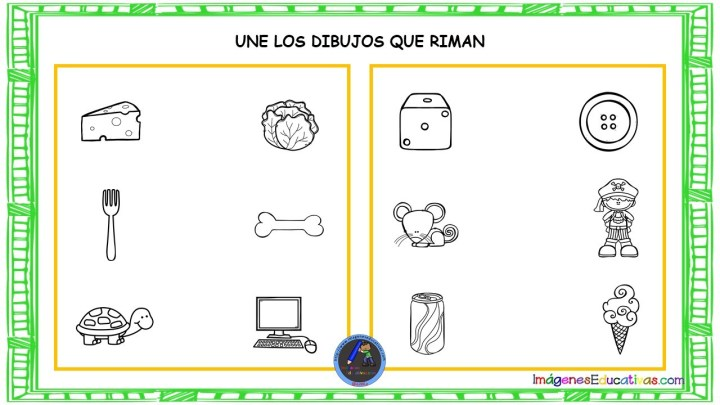 UNE LOS DIBUJOS QUE RIMAN
ImágenesEducativas.com